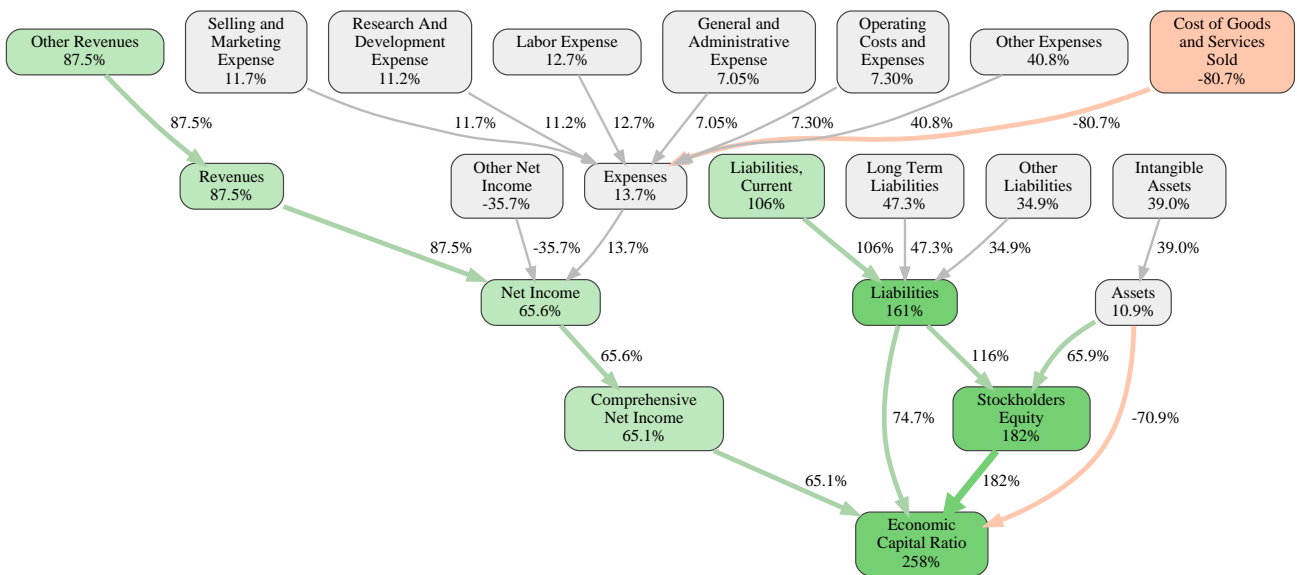 Other Revenues
87.5%
Selling and
Marketing
Expense
11.7%
Research And
Development
Expense
11.2%
Labor Expense
12.7%
General and
Administrative
Expense
7.05%
Operating
Costs and
Expenses
7.30%
Other Expenses
40.8%
Cost of Goods
and Services
Sold
-80.7%
87.5%
11.7%
11.2%
12.7%
7.05%
7.30%
40.8%
-80.7%
Revenues
87.5%
Other Net
Income
-35.7%
Expenses
13.7%
Liabilities,
Current
106%
Long Term
Liabilities
47.3%
Other
Liabilities
34.9%
Intangible
Assets
39.0%
87.5%
-35.7%
13.7%
106%
47.3%
34.9%
39.0%
Net Income
65.6%
Liabilities
161%
Assets
10.9%
65.6%
116%
65.9%
Comprehensive
Net Income
65.1%
74.7%
Stockholders
Equity
182%
-70.9%
65.1%
182%
Economic
Capital Ratio
258%